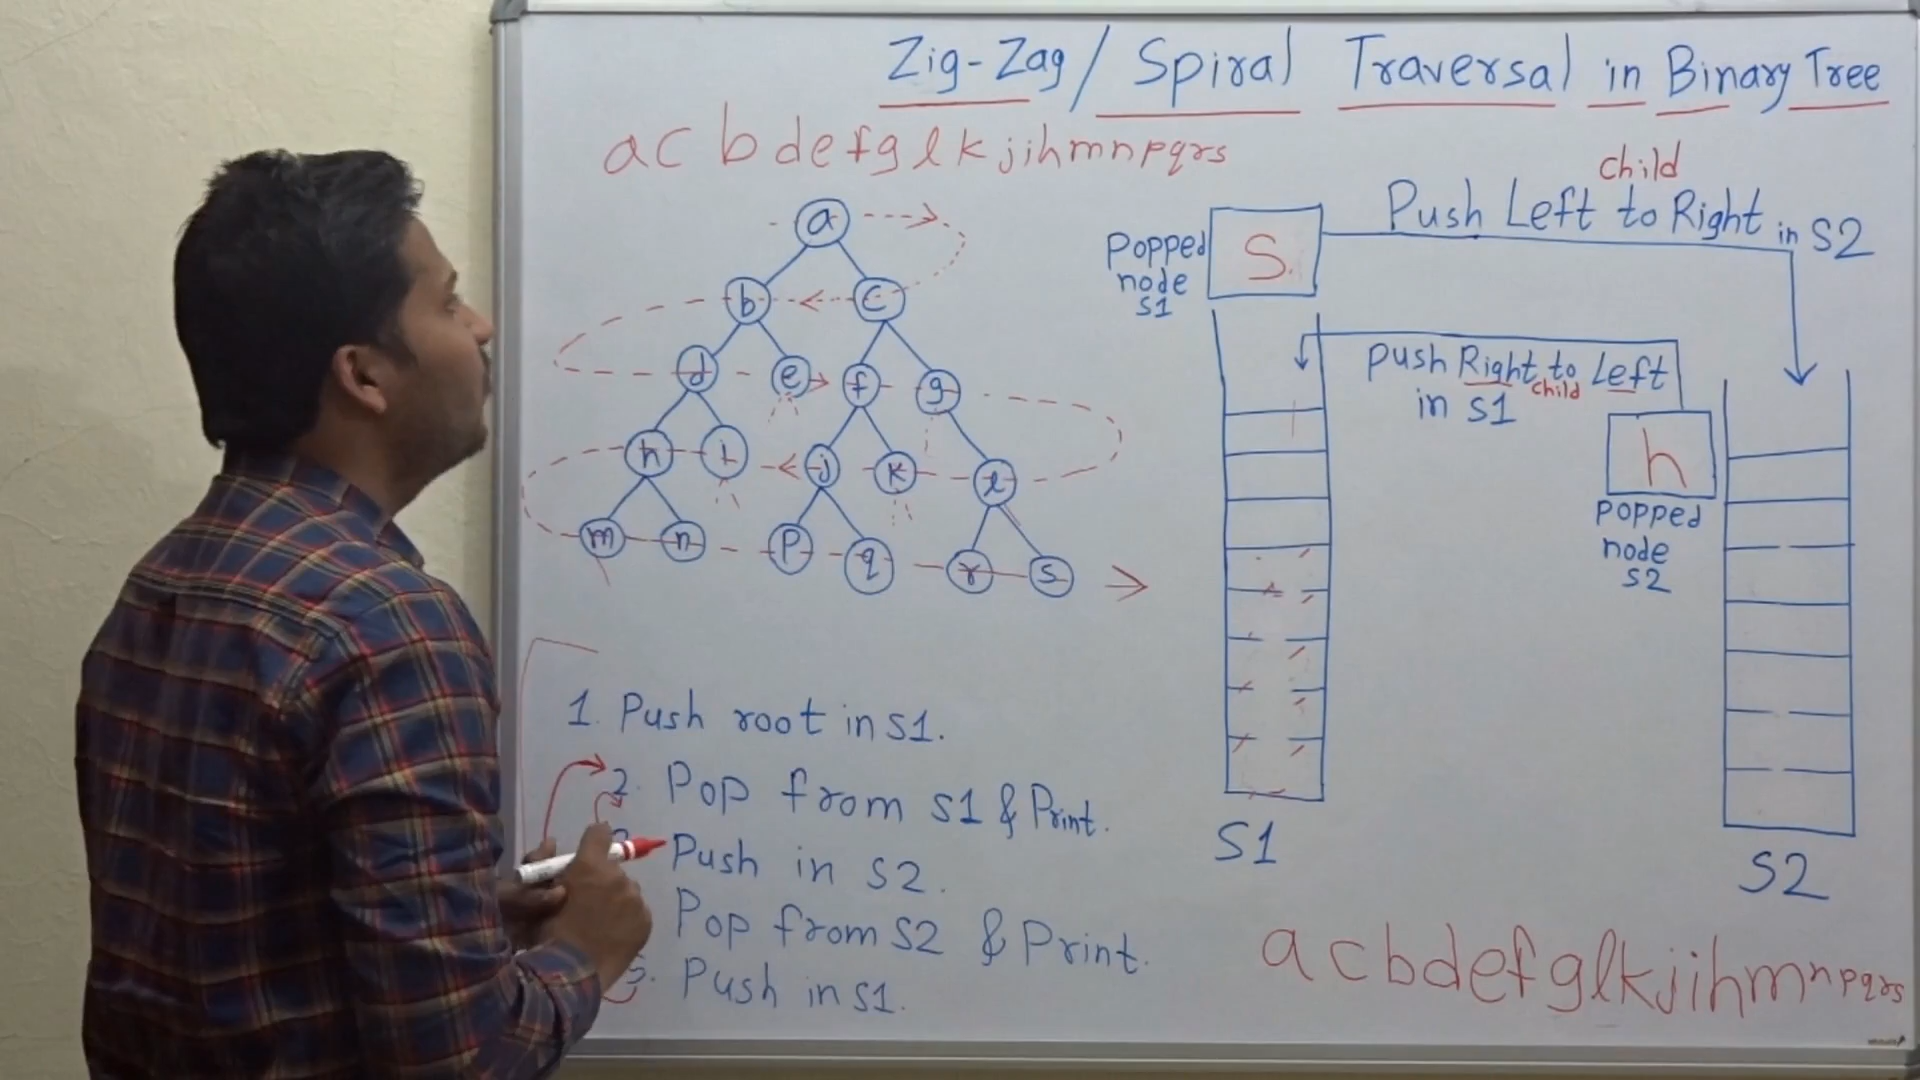 Zig-Zag / Spiral Traversal in Binary Tree
a c b d e f g l k j i h m n p q r s
child
Push Left to Right in S2
Popped node S1
S
a
b c
d e f g
h i j k l
m n p q r s
Push Right to Left
child
in S1
h
Popped node S2
1. Push root in S1.
2. Pop from S1 & Print.
Push in S2.
Pop from S2 & Print.
5. Push in S1.
S1
S2
a c b d e f g l k j i h m n p q r s